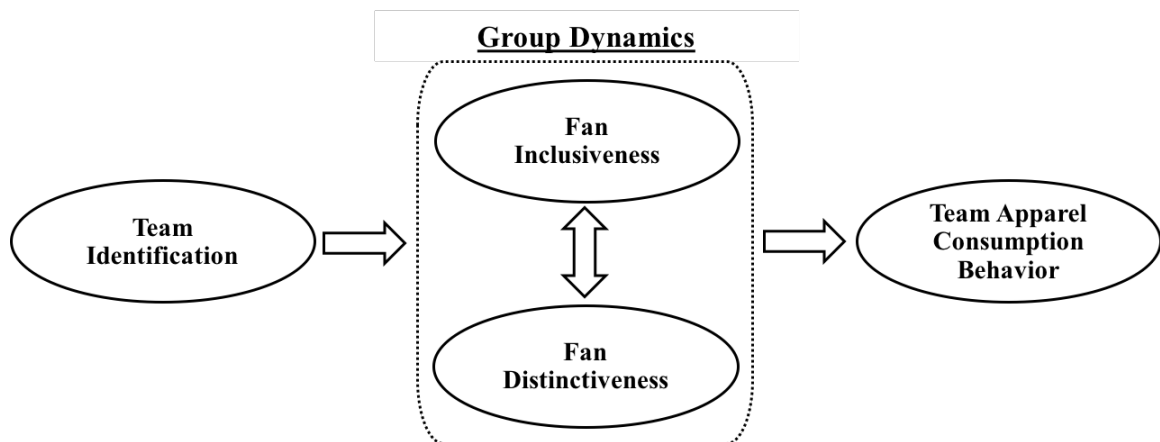 Group Dynamics
Fan
Inclusiveness
Team
Identification
Team Apparel
Consumption
Behavior
Fan
Distinctiveness